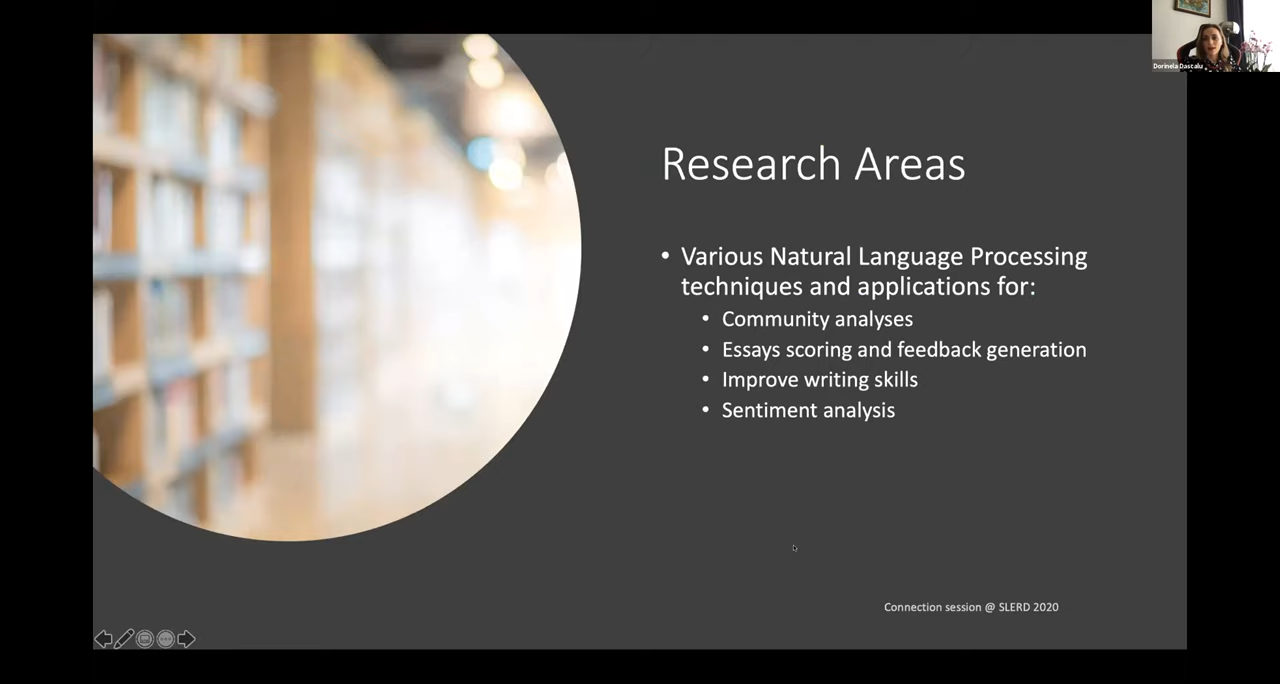 Dorinela Dascalu
Research Areas
• Various Natural Language Processing
techniques and applications for:
• Community analyses
• Essays scoring and feedback generation
• Improve writing skills
• Sentiment analysis
Connection session @ SLERD 2020